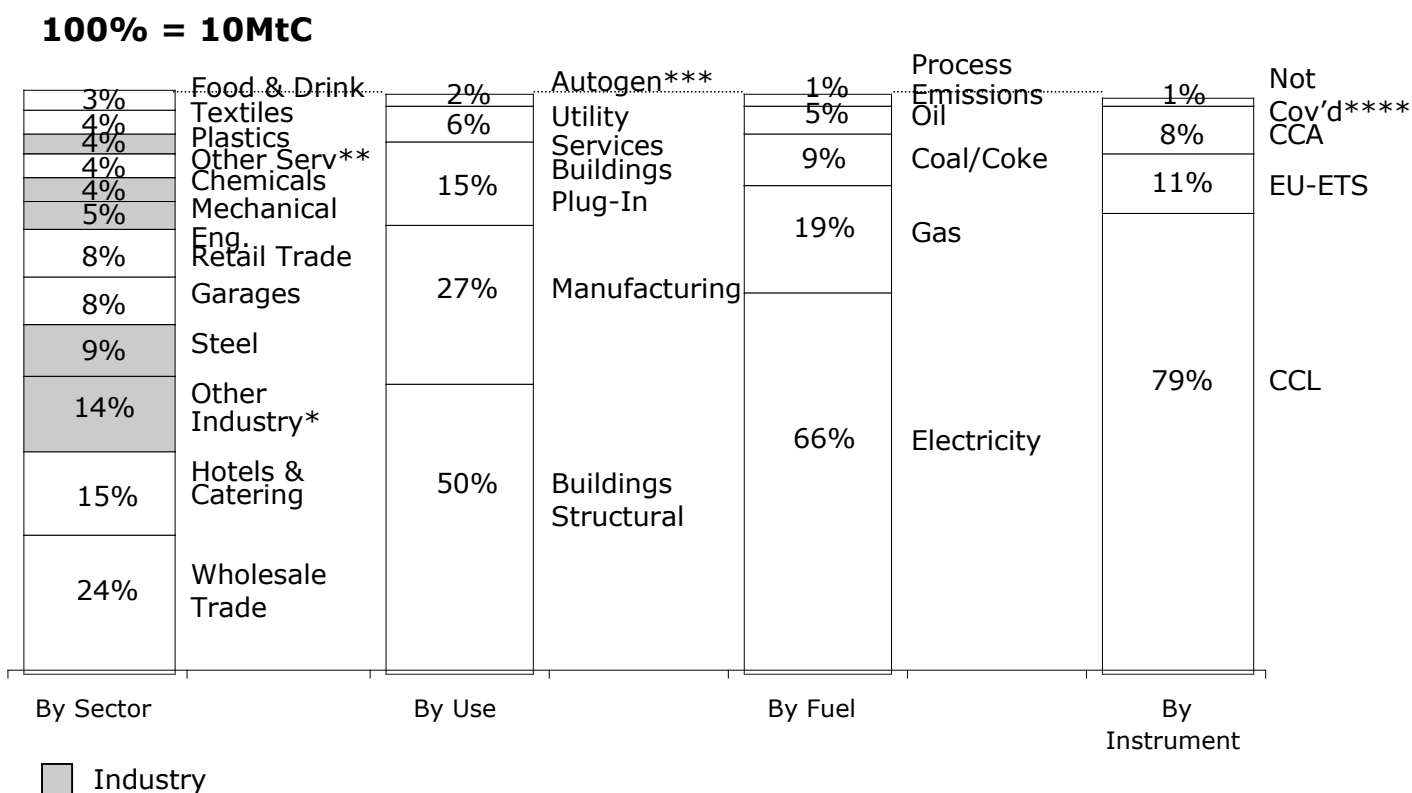 100% = 10MtC
3%
Food & Drink
4%
Textiles
4%
Plastics
4%
Other Serv**
4%
Chemicals
5%
Mechanical
Eng.
8%
Retail Trade
8%
Garages
9%
Steel
14%
Other
Industry*
15%
Hotels &
Catering
24%
Wholesale
Trade
By Sector
2%
Autogen***
6%
Utility
Services
15%
Buildings
Plug-In
27%
Manufacturing
50%
Buildings
Structural
By Use
1%
Process
Emissions
5%
Oil
9%
Coal/Coke
19%
Gas
66%
Electricity
By Fuel
1%
Not
Cov'd****
8%
CCA
11%
EU-ETS
79%
CCL
By
Instrument
Industry